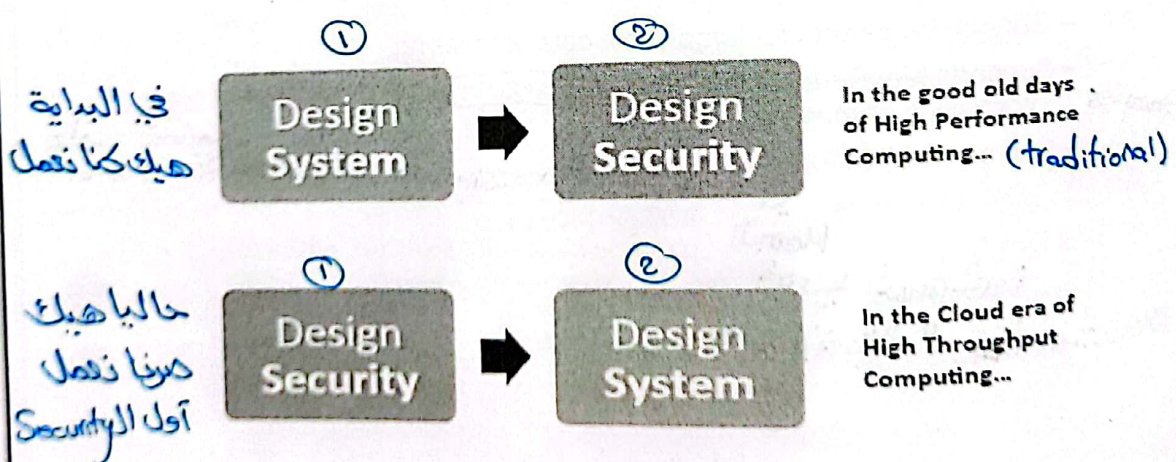 ① ②
في البداية
هيك كنا نعمل
Design
System
Design
Security
In the good old days
of High Performance
Computing... (traditional)
① ②
حاليا هيك
صرنا نعمل
أول ال Security
Design
Security
Design
System
In the Cloud era of
High Throughput
Computing...